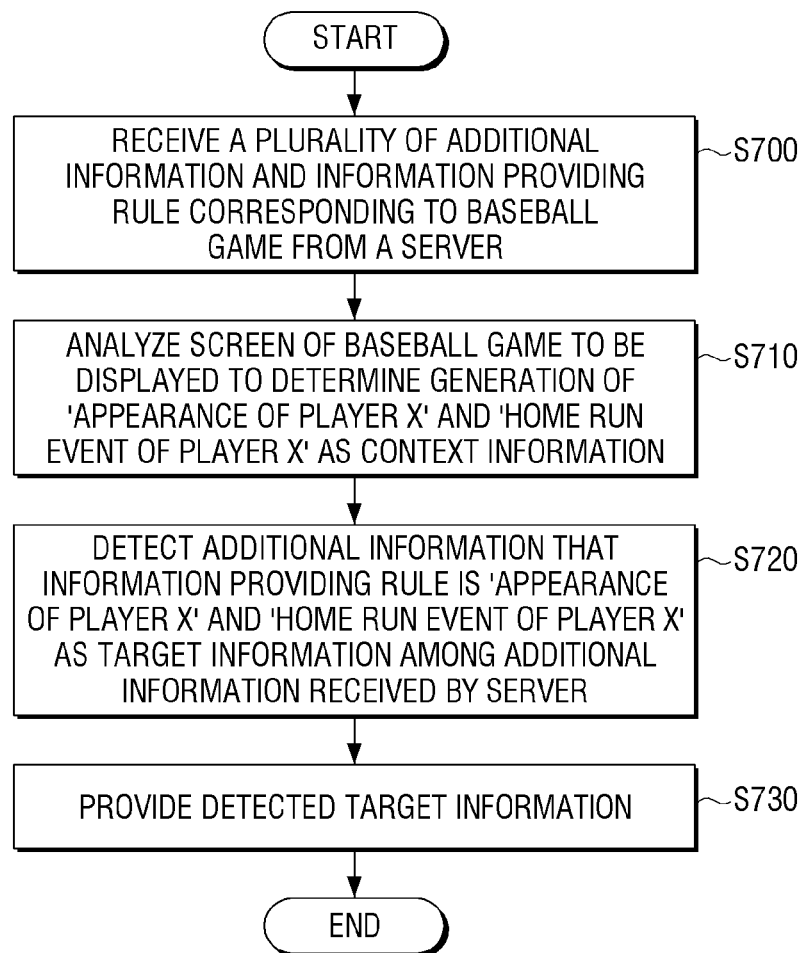 START
RECEIVE A PLURALITY OF ADDITIONAL
INFORMATION AND INFORMATION PROVIDING
RULE CORRESPONDING TO BASEBALL
GAME FROM A SERVER
S700
ANALYZE SCREEN OF BASEBALL GAME TO BE
DISPLAYED TO DETERMINE GENERATION OF
'APPEARANCE OF PLAYER X' AND 'HOME RUN
EVENT OF PLAYER X' AS CONTEXT INFORMATION
S710
DETECT ADDITIONAL INFORMATION THAT
INFORMATION PROVIDING RULE IS 'APPEARANCE
OF PLAYER X' AND 'HOME RUN EVENT OF PLAYER X'
AS TARGET INFORMATION AMONG ADDITIONAL
INFORMATION RECEIVED BY SERVER
S720
PROVIDE DETECTED TARGET INFORMATION
S730
END